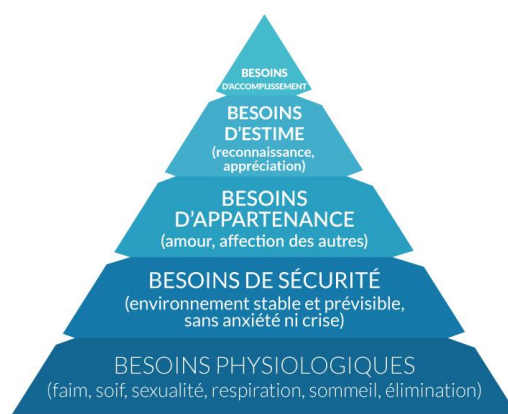 BESOINS
D'ACCOMPLISSEMENT
BESOINS
D'ESTIME
(reconnaissance,
appréciation)
BESOINS
D'APPARTENANCE
(amour, affection des autres)
BESOINS DE SÉCURITÉ
(environnement stable et prévisible,
sans anxiété ni crise)
BESOINS PHYSIOLOGIQUES
(faim, soif, sexualité, respiration, sommeil, élimination)